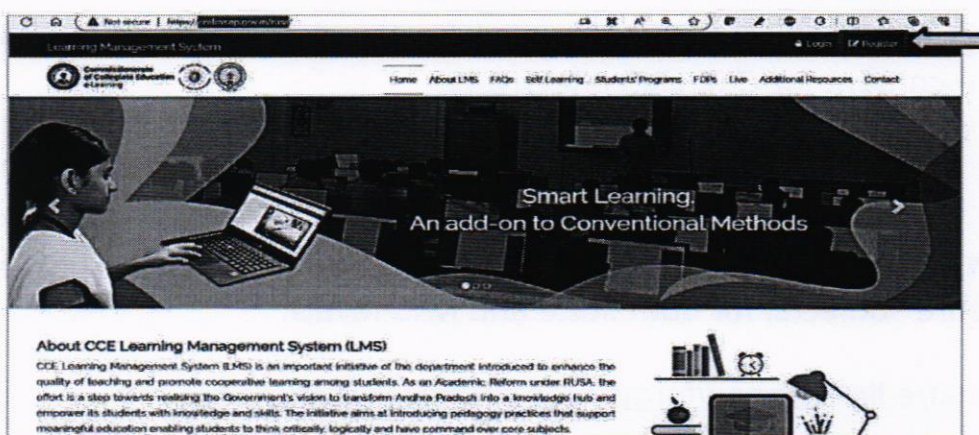 Not secure | https://
Learning Management System
Login Register
Commissionerate
of Collegiate Education
e-Learning
Home About LMS FAQs Self Learning Students' Programs FDPs Live Additional Resources Contact
Smart Learning,
An add-on to Conventional Methods
About CCE Learning Management System (LMS)
CCE Learning Management System (LMS) is an important initiative of the department introduced to enhance the
quality of teaching and promote cooperative learning among students. As an Academic Reform under RUSA, the
effort is a step towards realising the Government's vision to transform Andhra Pradesh into a knowledge hub and
empower its students with knowledge and skills. The initiative aims at introducing pedagogy practices that support
meaningful education enabling students to think critically, logically and have command over core subjects.